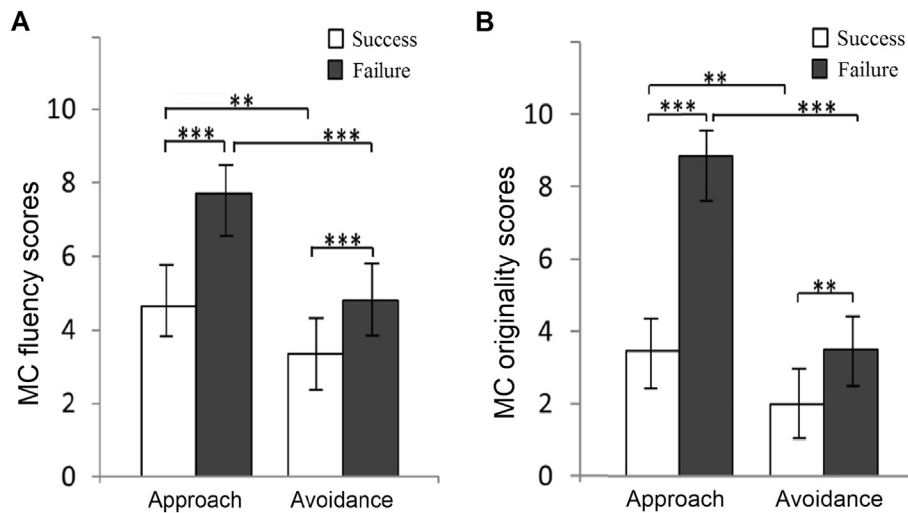 A
Success
Failure
MC fluency scores
10
8
6
4
2
0
**
***
***
***
Approach
Avoidance
B
Success
Failure
MC originality scores
10
8
6
4
2
0
**
***
***
**
Approach
Avoidance